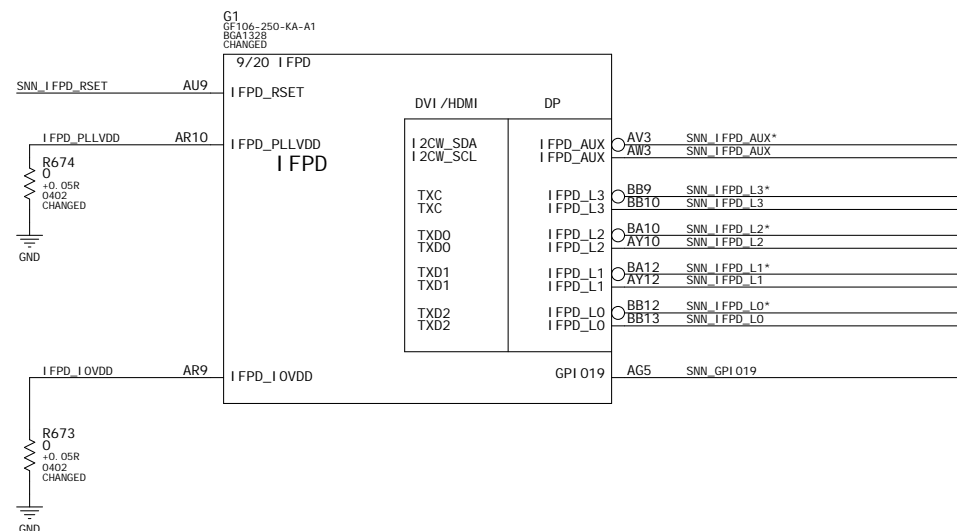 G1
GF106-250-KA-A1
BGA1328
CHANGED
9/20 IFPD
SNN_IFPD_RSET AU9 IFPD_RSET
DVI/HDMI DP
IFPD_PLLVDD AR10 IFPD_PLLVDD
IFPD
I2CW_SDA IFPD_AUX AV3 SNN_IFPD_AUX*
I2CW_SCL IFPD_AUX AW3 SNN_IFPD_AUX
R674
0
+0.05R
0402
CHANGED
GND
TXC IFPD_L3 BB9 SNN_IFPD_L3*
TXC IFPD_L3 BB10 SNN_IFPD_L3
TXD0 IFPD_L2 BA10 SNN_IFPD_L2*
TXD0 IFPD_L2 AY10 SNN_IFPD_L2
TXD1 IFPD_L1 BA12 SNN_IFPD_L1*
TXD1 IFPD_L1 AY12 SNN_IFPD_L1
TXD2 IFPD_L0 BB12 SNN_IFPD_L0*
TXD2 IFPD_L0 BB13 SNN_IFPD_L0
IFPD_IOVDD AR9 IFPD_IOVDD GPIO19 AG5 SNN_GPIO19
R673
0
+0.05R
0402
CHANGED
GND